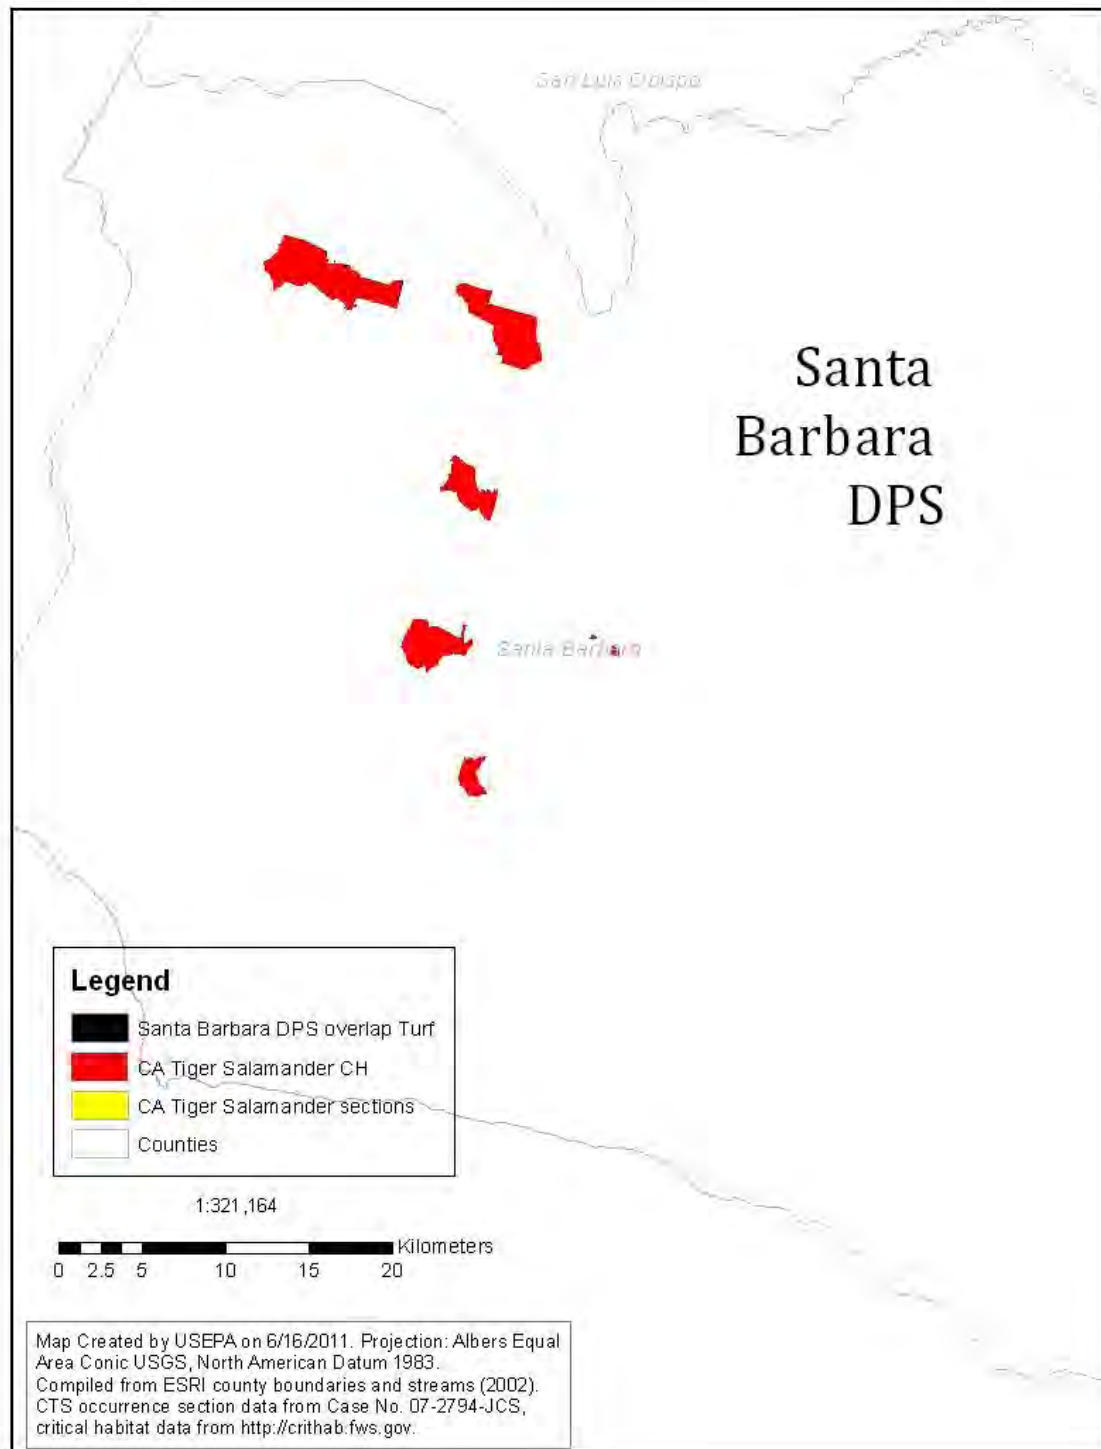 San Luis Obispo
Santa
Barbara
DPS
Santa Barbara
Legend
Santa Barbara DPS overlap Turf
CA Tiger Salamander CH
CA Tiger Salamander sections
Counties
1:321,164
Kilometers
0 2.5 5 10 15 20
Map Created by USEPA on 6/16/2011. Projection: Albers Equal
Area Conic USGS, North American Datum 1983.
Compiled from ESRI county boundaries and streams (2002).
CTS occurrence section data from Case No. 07-2794-JCS,
critical habitat data from http://crithab.fws.gov.